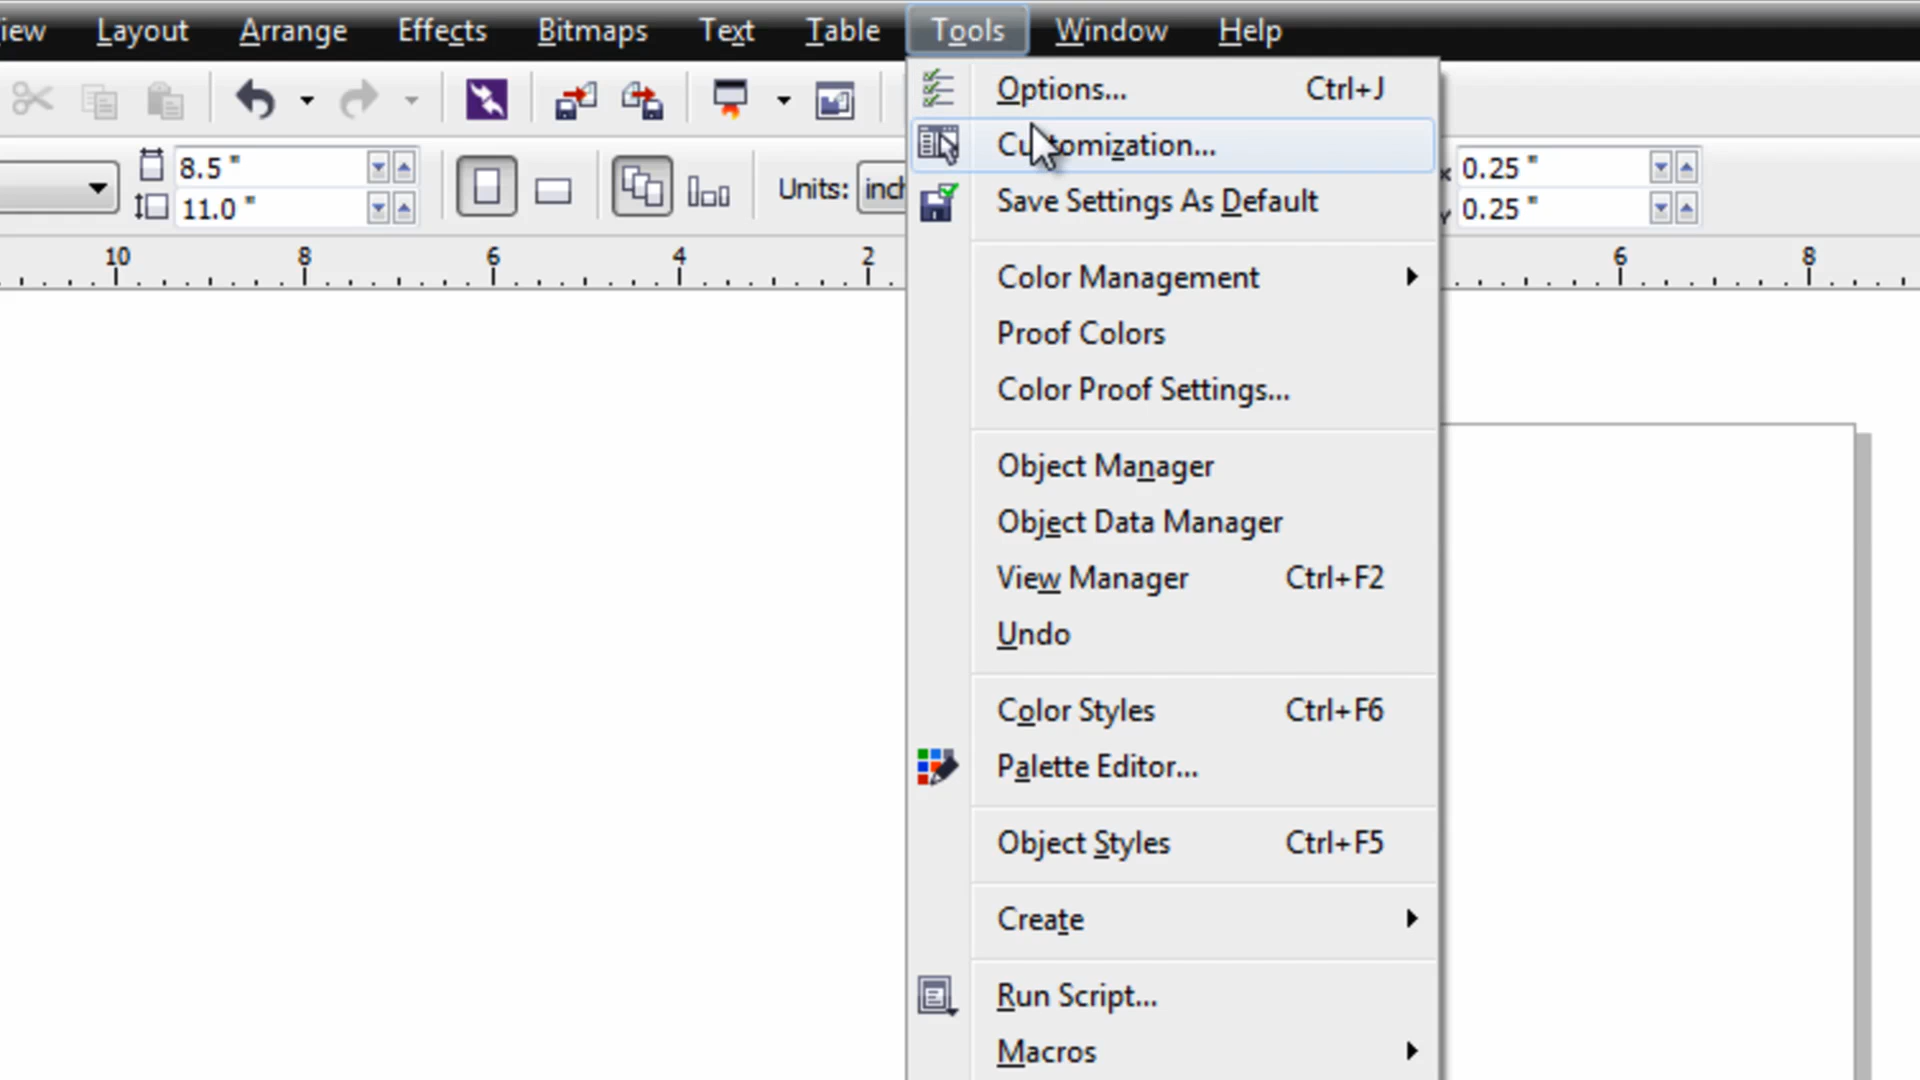 iew Layout Arrange Effects Bitmaps Text Table Tools Window Help
Options... Ctrl+J
Customization...
Save Settings As Default
8.5 "
11.0 "
Units: inch
0.25 "
0.25 "
10 8 6 4 2 6 8
Color Management
Proof Colors
Color Proof Settings...
Object Manager
Object Data Manager
View Manager Ctrl+F2
Undo
Color Styles Ctrl+F6
Palette Editor...
Object Styles Ctrl+F5
Create
Run Script...
Macros